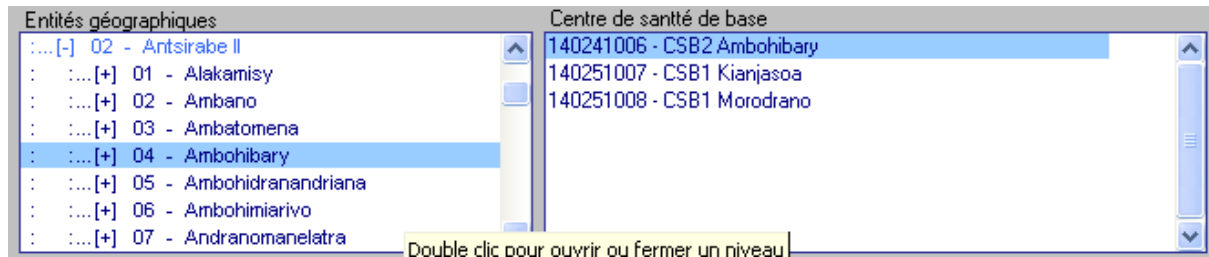 Entités géographiques
:...[-] 02 - Antsirabe II
: :...[+] 01 - Alakamisy
: :...[+] 02 - Ambano
: :...[+] 03 - Ambatomena
: :...[+] 04 - Ambohibary
: :...[+] 05 - Ambohidranandriana
: :...[+] 06 - Ambohimiarivo
: :...[+] 07 - Andranomanelatra
Double clic pour ouvrir ou fermer un niveau
Centre de santté de base
140241006 - CSB2 Ambohibary
140251007 - CSB1 Kianjasoa
140251008 - CSB1 Morodrano